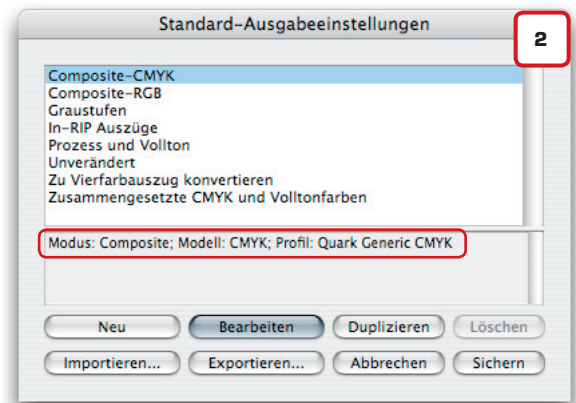 Standard-Ausgabeeinstellungen
2
Composite-CMYK
Composite-RGB
Graustufen
In-RIP Auszüge
Prozess und Vollton
Unverändert
Zu Vierfarbauszug konvertieren
Zusammengesetzte CMYK und Volltonfarben
Modus: Composite; Modell: CMYK; Profil: Quark Generic CMYK
Neu Bearbeiten Duplizieren Löschen
Importieren... Exportieren... Abbrechen Sichern